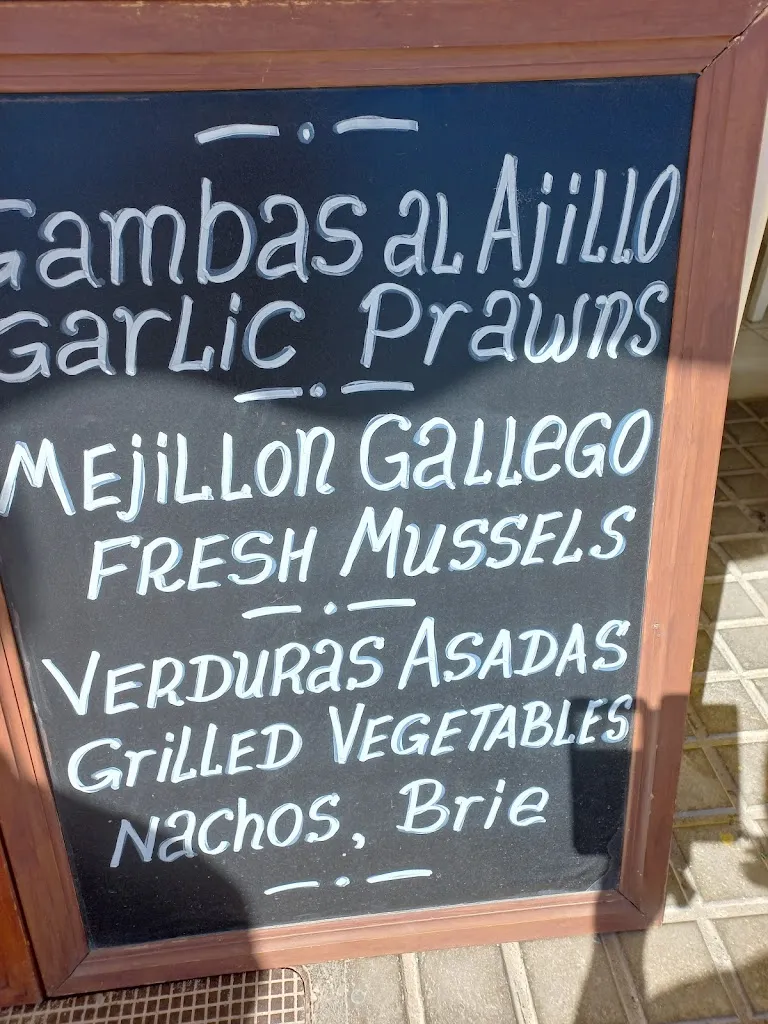 Gambas al Ajillo
Garlic Prawns
Mejillon Gallego
Fresh Mussels
Verduras Asadas
Grilled Vegetables
Nachos, Brie